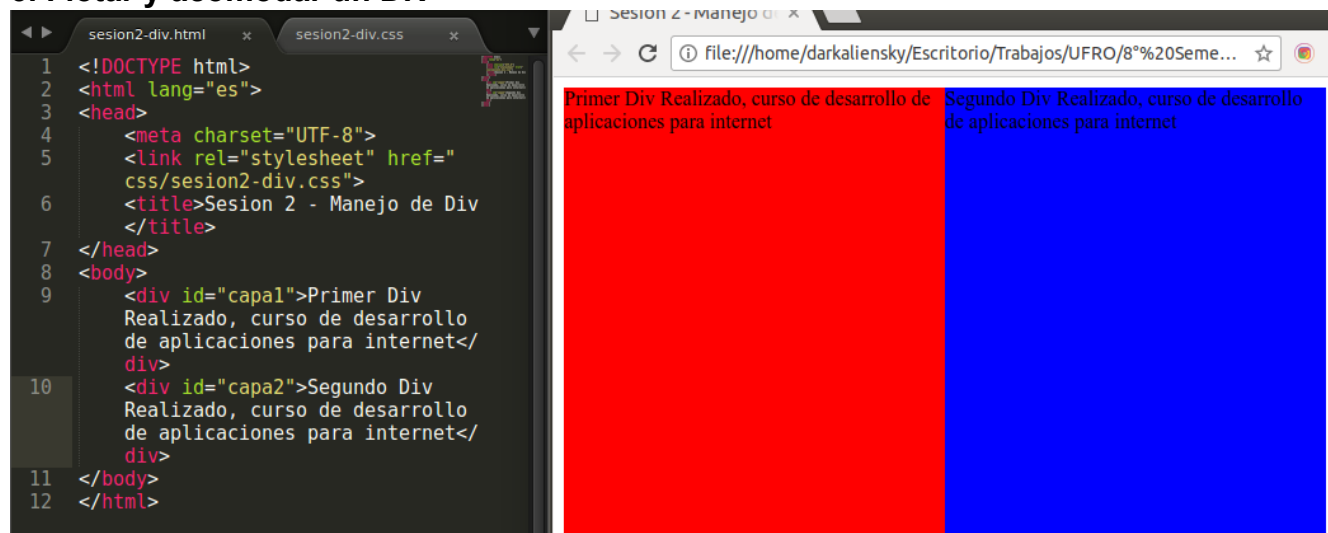 sesion2-div.html x sesion2-div.css x
1 <!DOCTYPE html>
2 <html lang="es">
3 <head>
4 <meta charset="UTF-8">
5 <link rel="stylesheet" href="
css/sesion2-div.css">
6 <title>Sesion 2 - Manejo de Div
</title>
7 </head>
8 <body>
9 <div id="capa1">Primer Div
Realizado, curso de desarrollo
de aplicaciones para internet</
div>
10 <div id="capa2">Segundo Div
Realizado, curso de desarrollo
de aplicaciones para internet</
div>
11 </body>
12 </html>
Sesion 2 - Manejo d ×
file:///home/darkaliensky/Escritorio/Trabajos/UFRO/8°%20Seme...
Primer Div Realizado, curso de desarrollo de
aplicaciones para internet
Segundo Div Realizado, curso de desarrollo
de aplicaciones para internet